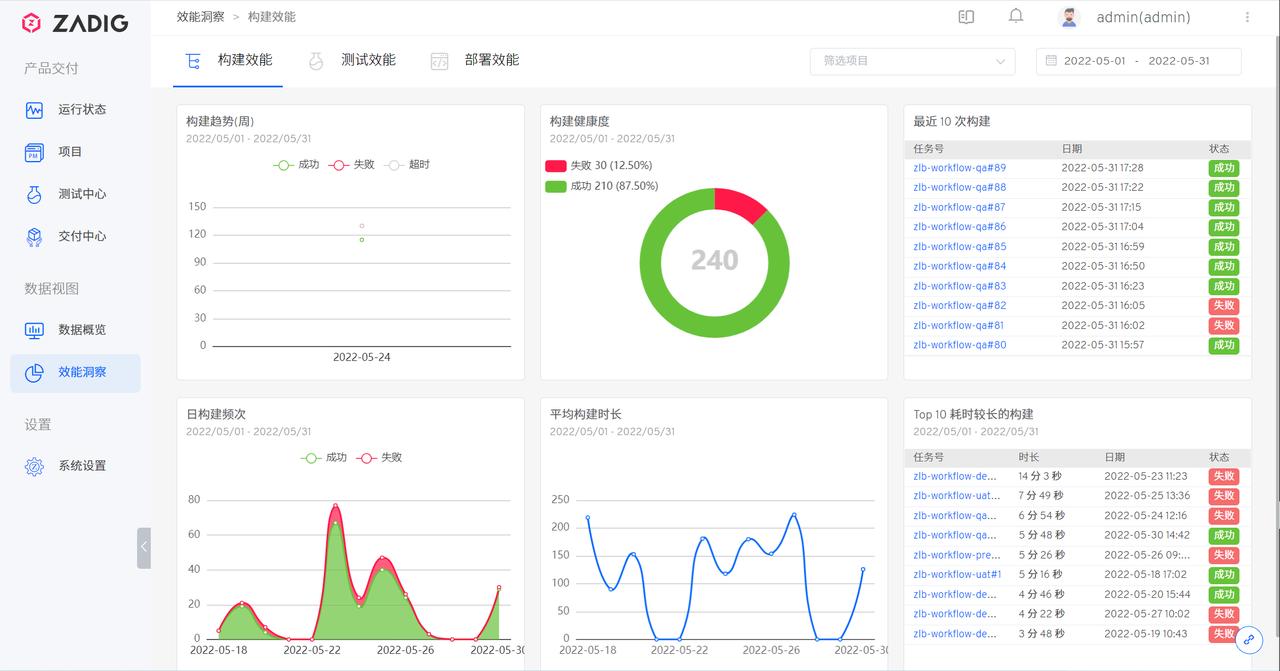 ZADIG
效能洞察 > 构建效能
admin(admin)
产品交付
运行状态
项目
测试中心
交付中心
数据视图
数据概览
效能洞察
设置
系统设置
构建效能 测试效能 部署效能
筛选项目
2022-05-01 - 2022-05-31
构建趋势(周)
2022/05/01 - 2022/05/31
成功 失败 超时
150
120
90
60
30
0
2022-05-24
构建健康度
2022/05/01 - 2022/05/31
失败 30 (12.50%)
成功 210 (87.50%)
240
最近 10 次构建
任务号 日期 状态
zlb-workflow-qa#89 2022-05-31 17:28 成功
zlb-workflow-qa#88 2022-05-31 17:22 成功
zlb-workflow-qa#87 2022-05-31 17:15 成功
zlb-workflow-qa#86 2022-05-31 17:04 成功
zlb-workflow-qa#85 2022-05-31 16:59 成功
zlb-workflow-qa#84 2022-05-31 16:50 成功
zlb-workflow-qa#83 2022-05-31 16:23 成功
zlb-workflow-qa#82 2022-05-31 16:05 失败
zlb-workflow-qa#81 2022-05-31 16:02 失败
zlb-workflow-qa#80 2022-05-31 15:57 成功
日构建频次
2022/05/01 - 2022/05/31
成功 失败
80
60
40
20
0
2022-05-18 2022-05-22 2022-05-26 2022-05-30
平均构建时长
2022/05/01 - 2022/05/31
250
200
150
100
50
0
2022-05-18 2022-05-22 2022-05-26 2022-05-30
Top 10 耗时较长的构建
2022/05/01 - 2022/05/31
任务号 时长 日期 状态
zlb-workflow-de... 14 分 3 秒 2022-05-23 11:23 失败
zlb-workflow-uat... 7 分 49 秒 2022-05-25 13:36 失败
zlb-workflow-qa... 6 分 54 秒 2022-05-24 12:16 失败
zlb-workflow-qa... 5 分 48 秒 2022-05-30 14:42 成功
zlb-workflow-pre... 5 分 26 秒 2022-05-26 09:... 失败
zlb-workflow-uat#1 5 分 16 秒 2022-05-18 17:02 成功
zlb-workflow-de... 4 分 46 秒 2022-05-20 15:44 成功
zlb-workflow-de... 4 分 22 秒 2022-05-27 10:02 失败
zlb-workflow-de... 3 分 48 秒 2022-05-19 10:43 失败